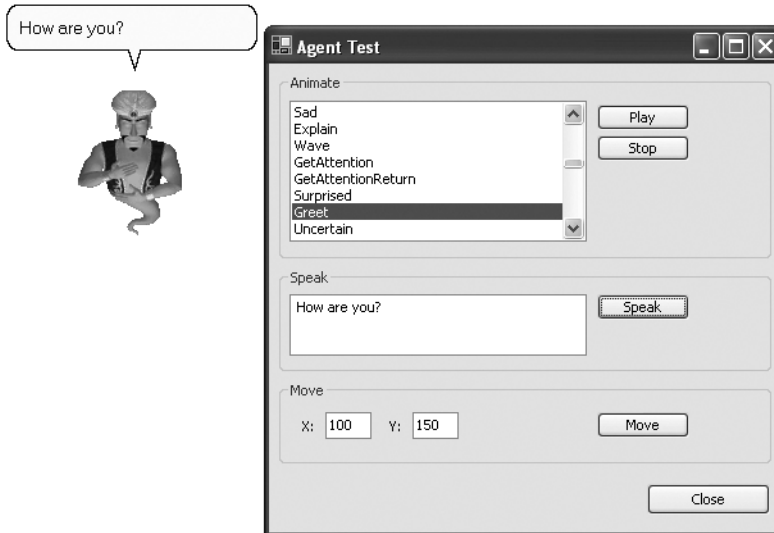 How are you?
Agent Test
Animate
Sad
Explain
Wave
GetAttention
GetAttentionReturn
Surprised
Greet
Uncertain
Play
Stop
Speak
How are you?
Speak
Move
X: 100 Y: 150 Move
Close